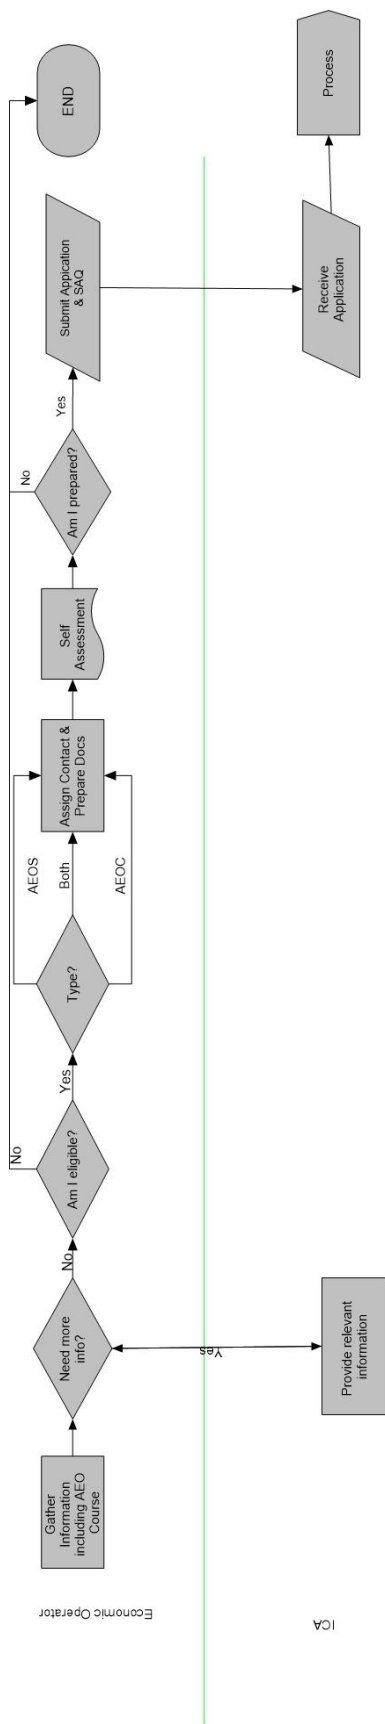 Economic Operator
Gather
Information
including AEO
Course
Need more
info?
No
Am I eligible?
No
Yes
Type?
AEOS
Both
AEOC
Assign Contact &
Prepare Docs
Self
Assessment
Am I prepared?
No
Yes
Submit Appication
& SAQ
END
ICA
Yes
Provide relevant
information
Receive
Application
Process